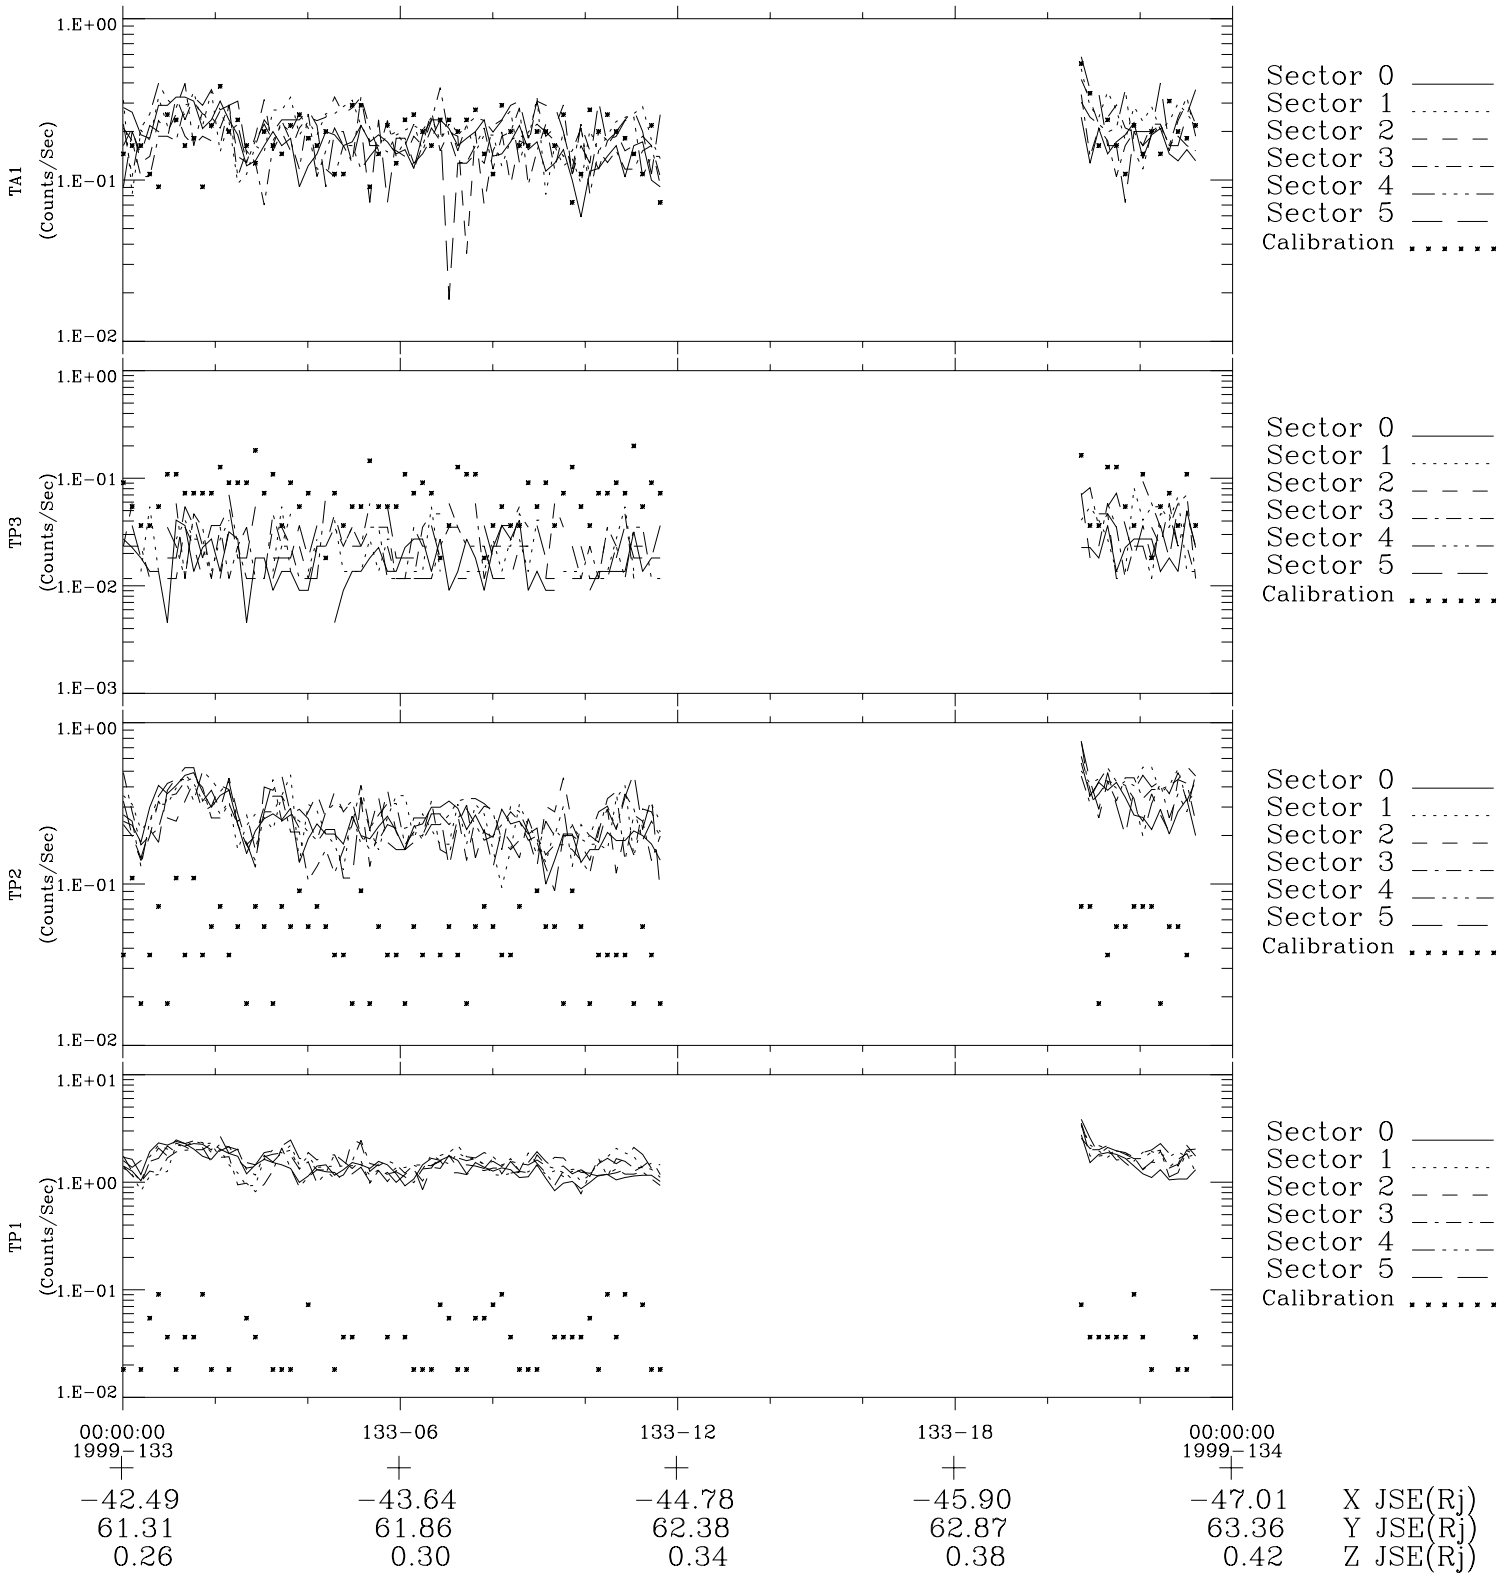 1.E+00
TA1
(Counts/Sec)
1.E-01
1.E-02
Sector 0
Sector 1
Sector 2
Sector 3
Sector 4
Sector 5
Calibration
1.E+00
TP3
(Counts/Sec)
1.E-01
1.E-02
1.E-03
Sector 0
Sector 1
Sector 2
Sector 3
Sector 4
Sector 5
Calibration
1.E+00
TP2
(Counts/Sec)
1.E-01
1.E-02
Sector 0
Sector 1
Sector 2
Sector 3
Sector 4
Sector 5
Calibration
1.E+01
1.E+00
TP1
(Counts/Sec)
1.E-01
1.E-02
Sector 0
Sector 1
Sector 2
Sector 3
Sector 4
Sector 5
Calibration
00:00:00 133-06 133-12 133-18 00:00:00
1999-133 1999-134
-42.49 -43.64 -44.78 -45.90 -47.01 X JSE(Rj)
61.31 61.86 62.38 62.87 63.36 Y JSE(Rj)
0.26 0.30 0.34 0.38 0.42 Z JSE(Rj)